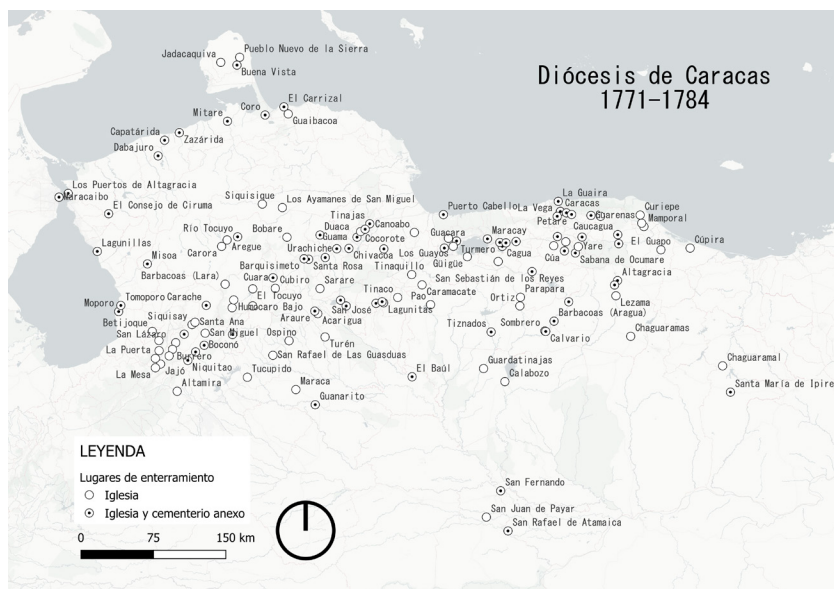 Diócesis de Caracas
1771-1784
Jadacaquiva
Pueblo Nuevo de la Sierra
Buena Vista
El Carrizal
Coro
Guaibacoa
Mitare
Capatárida
Zazárida
Dabajuro
Los Puertos de Altagracia
Maracaibo
El Consejo de Ciruma
Siquisique
Los Ayamanes de San Miguel
Puerto Cabello
La Guaira
La Vega
Caracas
Petare
Guarenas
Curiepe
Mamporal
Tinajas
Duaca
Canoabo
Río Tocuyo
Bobare
Guama
Cocorote
Guacara
Maracay
Caucagua
Lagunillas
Aregue
Carora
Urachiche
Chivacoa
Los Guayos
Turmero
Cagua
Yare
El Guapo
Cúpira
Misoa
Barquisimeto
Santa Rosa
Tinaquillo
Güigüe
Cúa
Sabana de Ocumare
Barbacoas (Lara)
Cuara
Cubiro
Sarare
San Sebastián de los Reyes
Altagracia
Parapara
Caramacate
Tinaco
Pao
Moporo
Tomoporo
Carache
El Tocuyo
Humocaro Bajo
San José
Lagunitas
Ortiz
Lezama
Barbacoas
(Aragua)
Betijoque
Siquisay
Santa Ana
Araure
Acarigua
Tiznados
Sombrero
Calvario
Chaguaramas
San Lázaro
San Miguel
Ospino
Turén
La Puerta
Burrero
Boconó
San Rafael de Las Guasduas
La Mesa
Jajó
Niquitao
Tucupido
El Baúl
Guardatinajas
Calabozo
Chaguaramal
Santa María de Ipire
Altamira
Maraca
Guanarito
San Fernando
San Juan de Payar
San Rafael de Atamaica
LEYENDA
Lugares de enterramiento
Iglesia
Iglesia y cementerio anexo
0 75 150 km